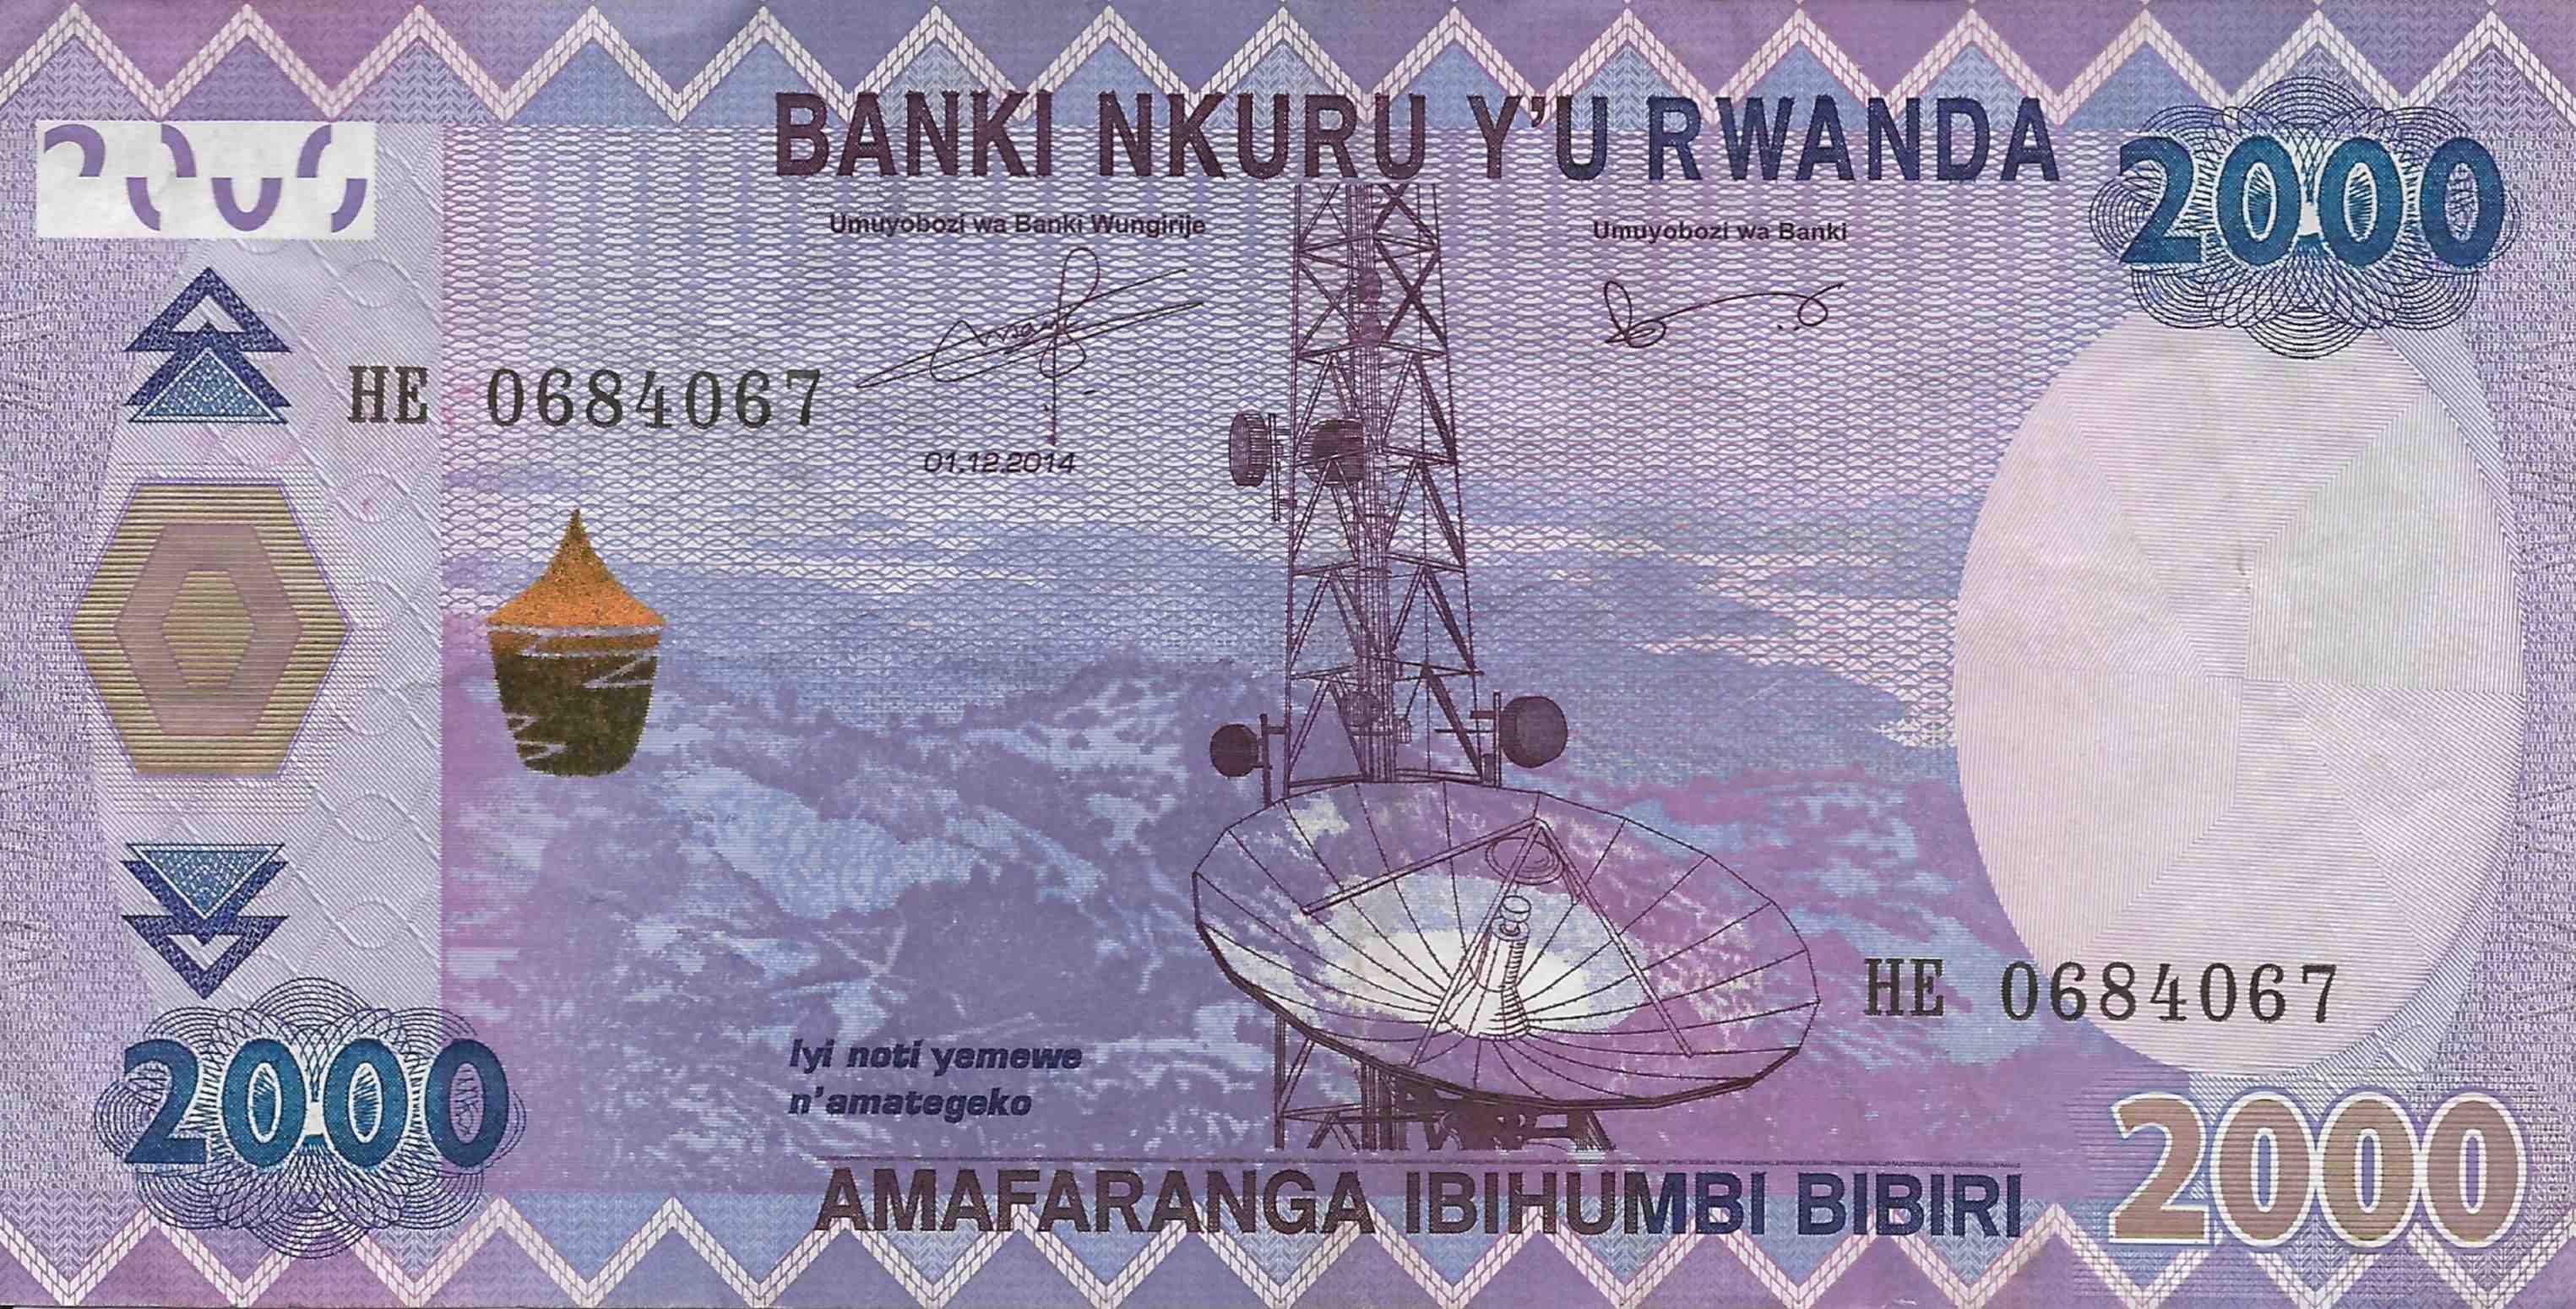 BANKI NKURU Y'U RWANDA
2000
2000
Umuyobozi wa Banki Wungirije
Umuyobozi wa Banki
HE 0684067
01.12.2014
HE 0684067
Iyi noti yemewe
n'amategeko
2000
2000
AMAFARANGA IBIHUMBI BIBIRI